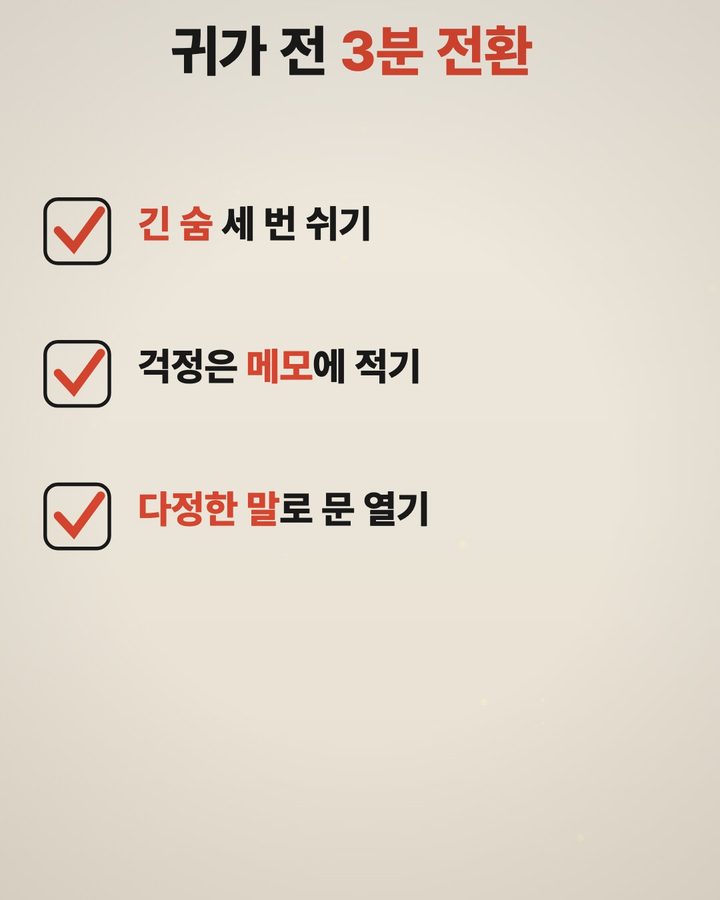 귀가 전 3분 전환
긴 숨 세 번 쉬기
걱정은 메모에 적기
다정한 말로 문 열기